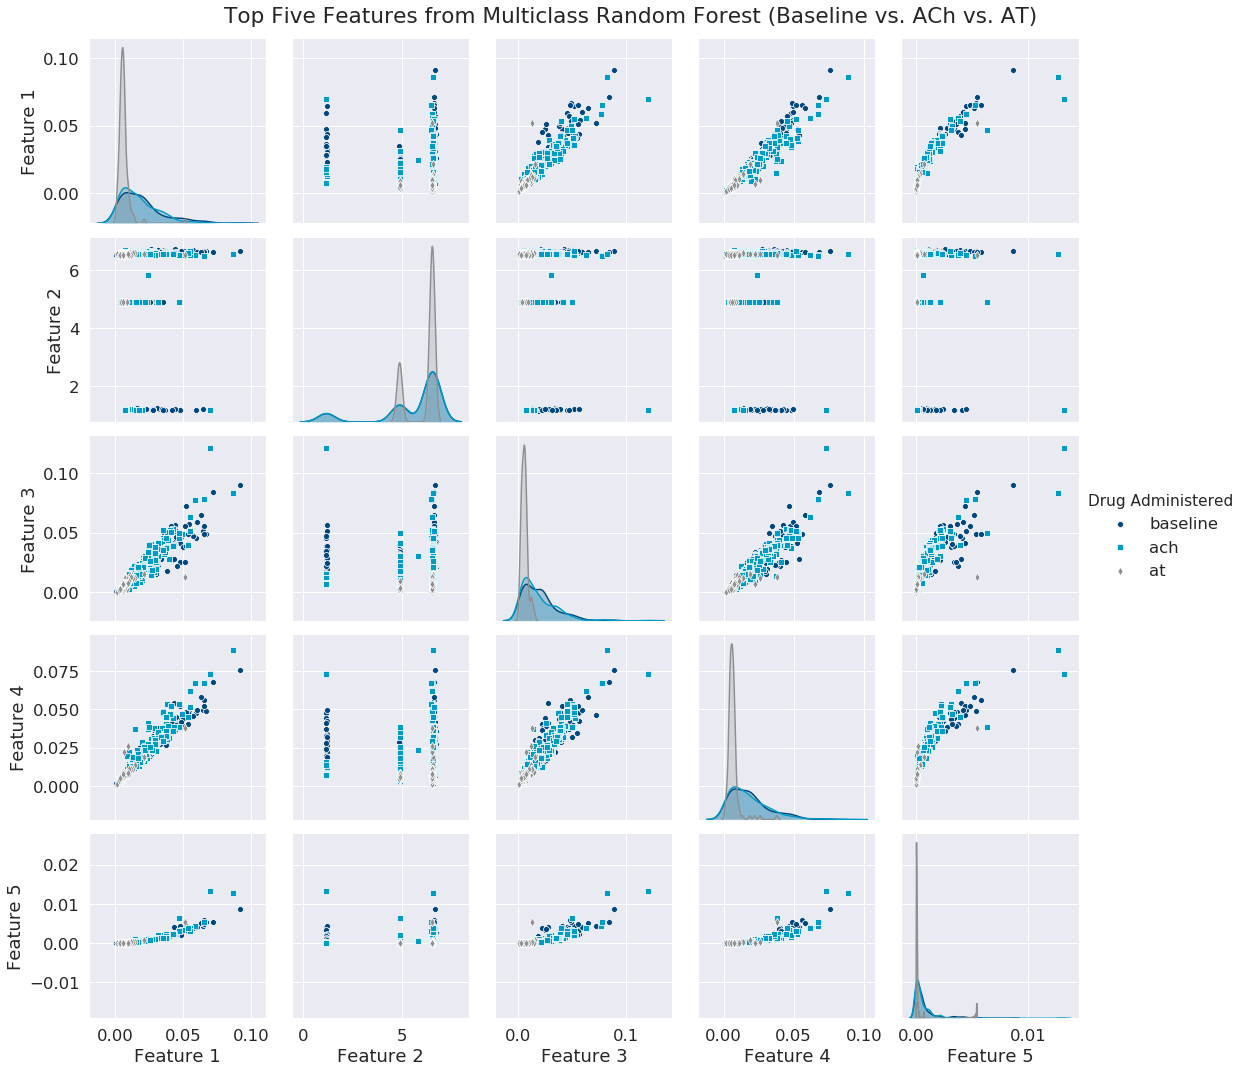 Top Five Features from Multiclass Random Forest (Baseline vs. ACh vs. AT)
0.10
0.05
0.00
Feature 1
6
4
2
Feature 2
0.10
0.05
0.00
Feature 3
Drug Administered
baseline
ach
at
0.075
0.050
0.025
0.000
Feature 4
0.02
0.01
0.00
−0.01
Feature 5
0.00 0.05 0.10 0 5 0.0 0.1 0.00 0.05 0.10 0.00 0.01
Feature 1 Feature 2 Feature 3 Feature 4 Feature 5